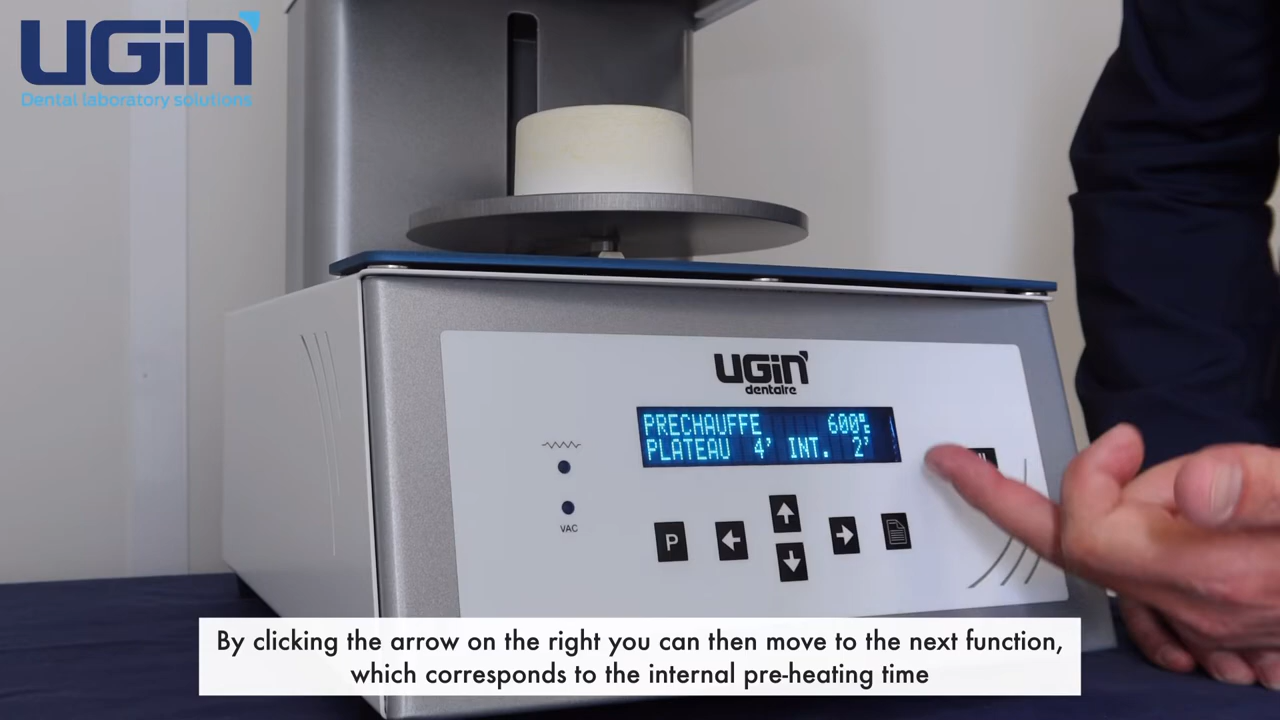 UGiN
Dental laboratory solutions
UGiN
dentaire
PRECHAUFFE 600°C
PLATEAU 4' INT. 2'
VAC
P
By clicking the arrow on the right you can then move to the next function,
which corresponds to the internal pre-heating time